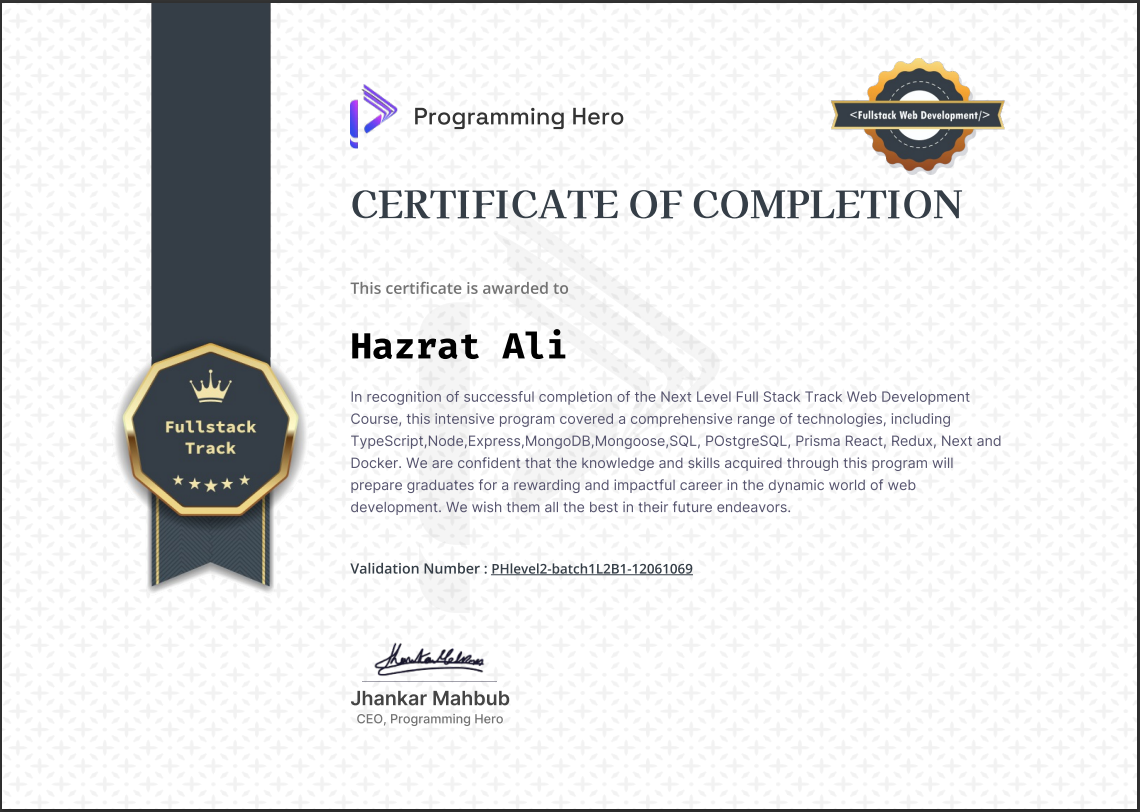 Programming Hero
<Fullstack Web Development/>
CERTIFICATE OF COMPLETION
This certificate is awarded to
Hazrat Ali
Fullstack
Track
In recognition of successful completion of the Next Level Full Stack Track Web Development
Course, this intensive program covered a comprehensive range of technologies, including
TypeScript,Node,Express,MongoDB,Mongoose,SQL, POstgreSQL, Prisma React, Redux, Next and
Docker. We are confident that the knowledge and skills acquired through this program will
prepare graduates for a rewarding and impactful career in the dynamic world of web
development. We wish them all the best in their future endeavors.
Validation Number : PHlevel2-batch1L2B1-12061069
Jhankar Mahbub
CEO, Programming Hero